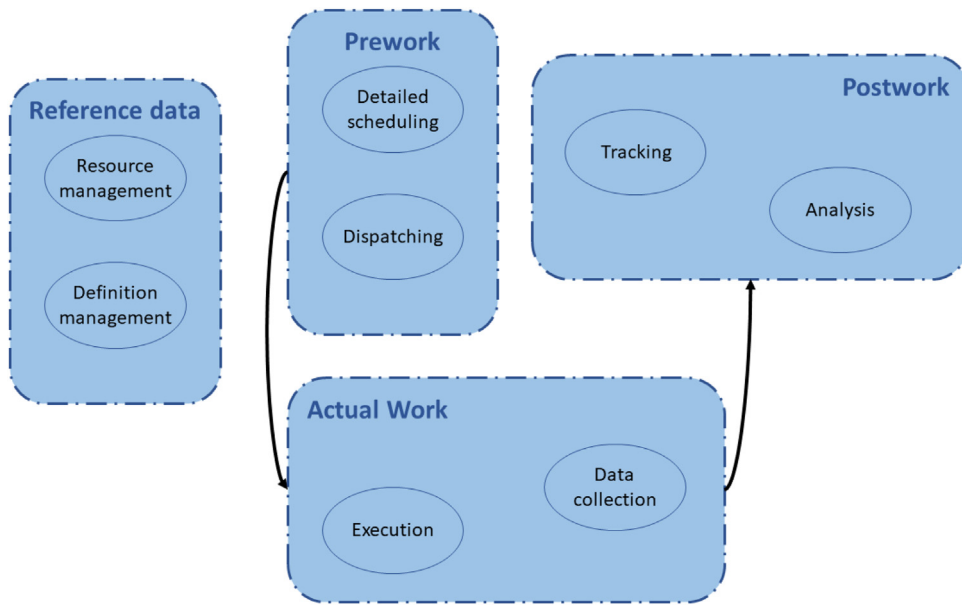 Reference data
Resource
management
Definition
management
Prework
Detailed
scheduling
Dispatching
Actual Work
Execution
Data
collection
Postwork
Tracking
Analysis